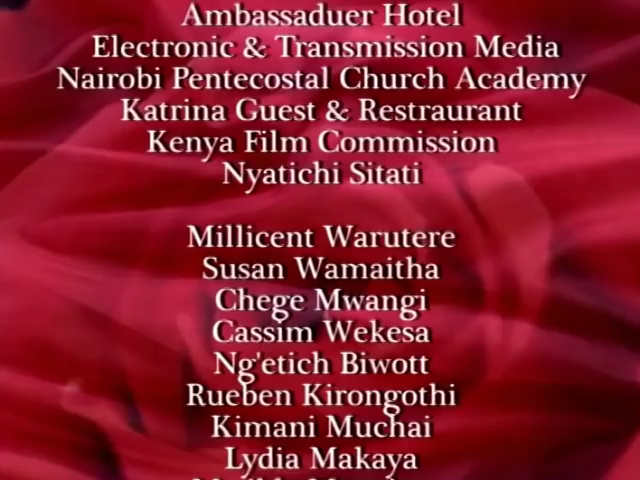 Ambassaduer Hotel
Electronic & Transmission Media
Nairobi Pentecostal Church Academy
Katrina Guest & Restraurant
Kenya Film Commission
Nyatichi Sitati
Millicent Warutere
Susan Wamaitha
Chege Mwangi
Cassim Wekesa
Ng'etich Biwott
Rueben Kirongothi
Kimani Muchai
Lydia Makaya